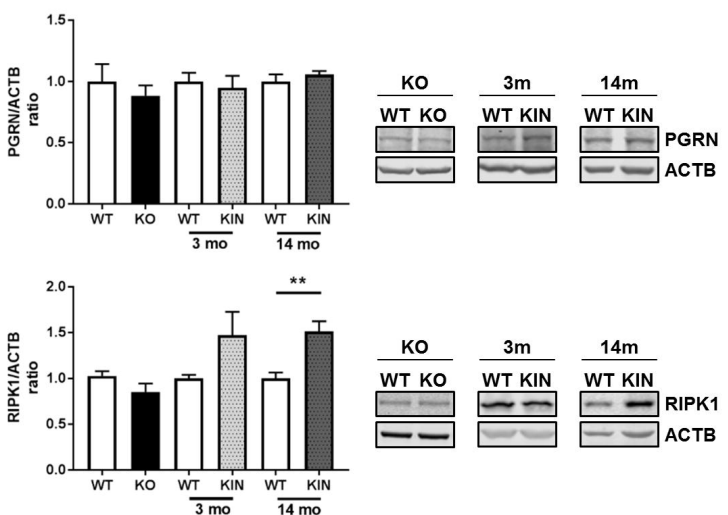 PGRN/ACTB
ratio
1.5
1.0
0.5
0.0
WT KO WT KIN WT KIN
3 mo 14 mo
KO 3m 14m
WT KO WT KIN WT KIN
PGRN
ACTB
RIPK1/ACTB
ratio
2.0
1.5
1.0
0.5
0.0
**
WT KO WT KIN WT KIN
3 mo 14 mo
KO 3m 14m
WT KO WT KIN WT KIN
RIPK1
ACTB